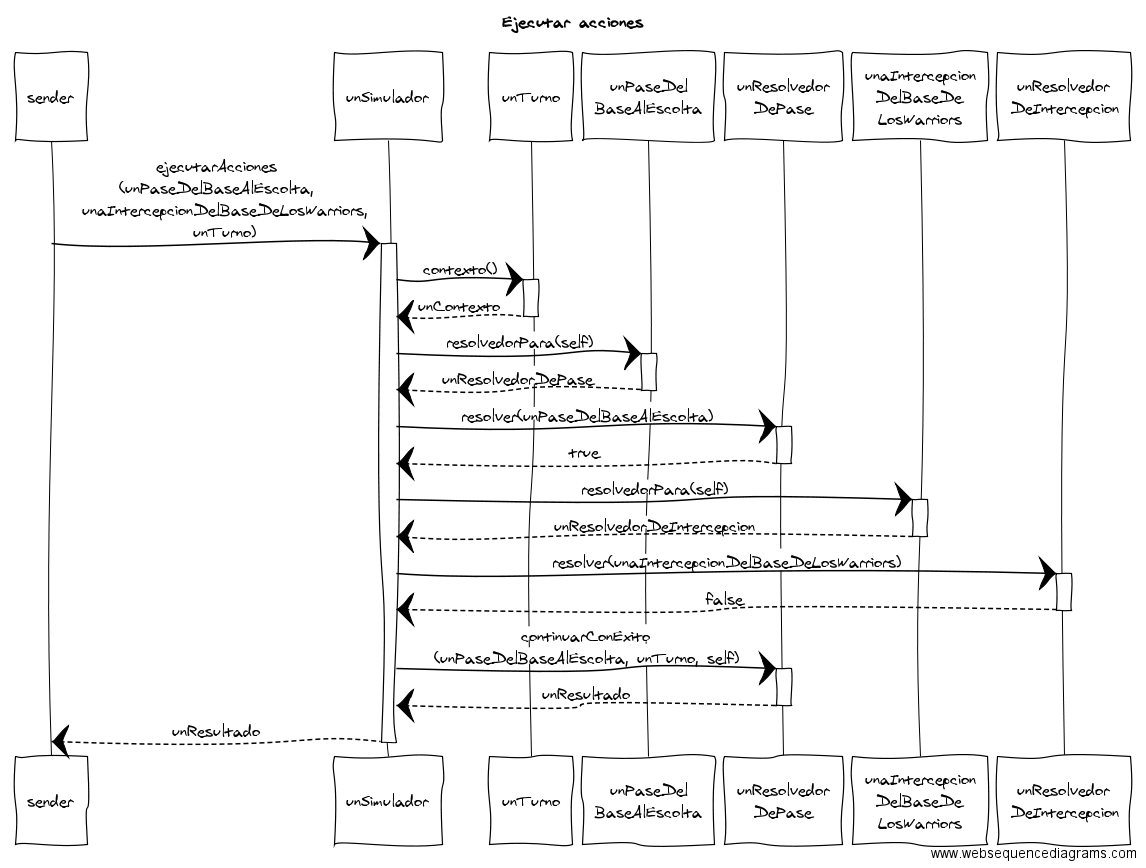 Ejecutar acciones
sender
unSimulador
unTurno
unPaseDel
BaseAlEscolta
unResolvedor
DePase
unaIntercepcion
DelBaseDe
LosWarriors
unResolvedor
DeIntercepcion
ejecutarAcciones
(unPaseDelBaseAlEscolta,
unaIntercepcionDelBaseDeLosWarriors,
unTurno)
contexto()
unContexto
resolvedorPara(self)
unResolvedorDePase
resolver(unPaseDelBaseAlEscolta)
true
resolvedorPara(self)
unResolvedorDeIntercepcion
resolver(unaIntercepcionDelBaseDeLosWarriors)
false
continuarConExito
(unPaseDelBaseAlEscolta, unTurno, self)
unResultado
unResultado
sender
unSimulador
unTurno
unPaseDel
BaseAlEscolta
unResolvedor
DePase
unaIntercepcion
DelBaseDe
LosWarriors
unResolvedor
DeIntercepcion
www.websequencediagrams.com